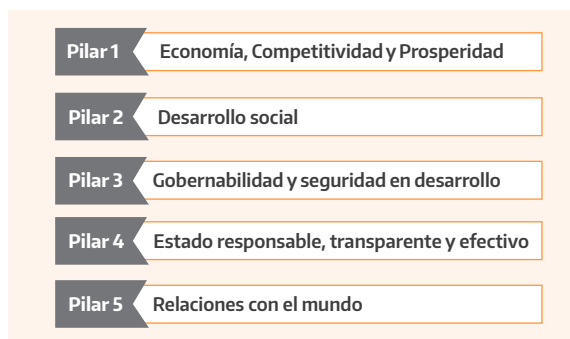 Pilar 1 Economía, Competitividad y Prosperidad
Pilar 2 Desarrollo social
Pilar 3 Gobernabilidad y seguridad en desarrollo
Pilar 4 Estado responsable, transparente y efectivo
Pilar 5 Relaciones con el mundo